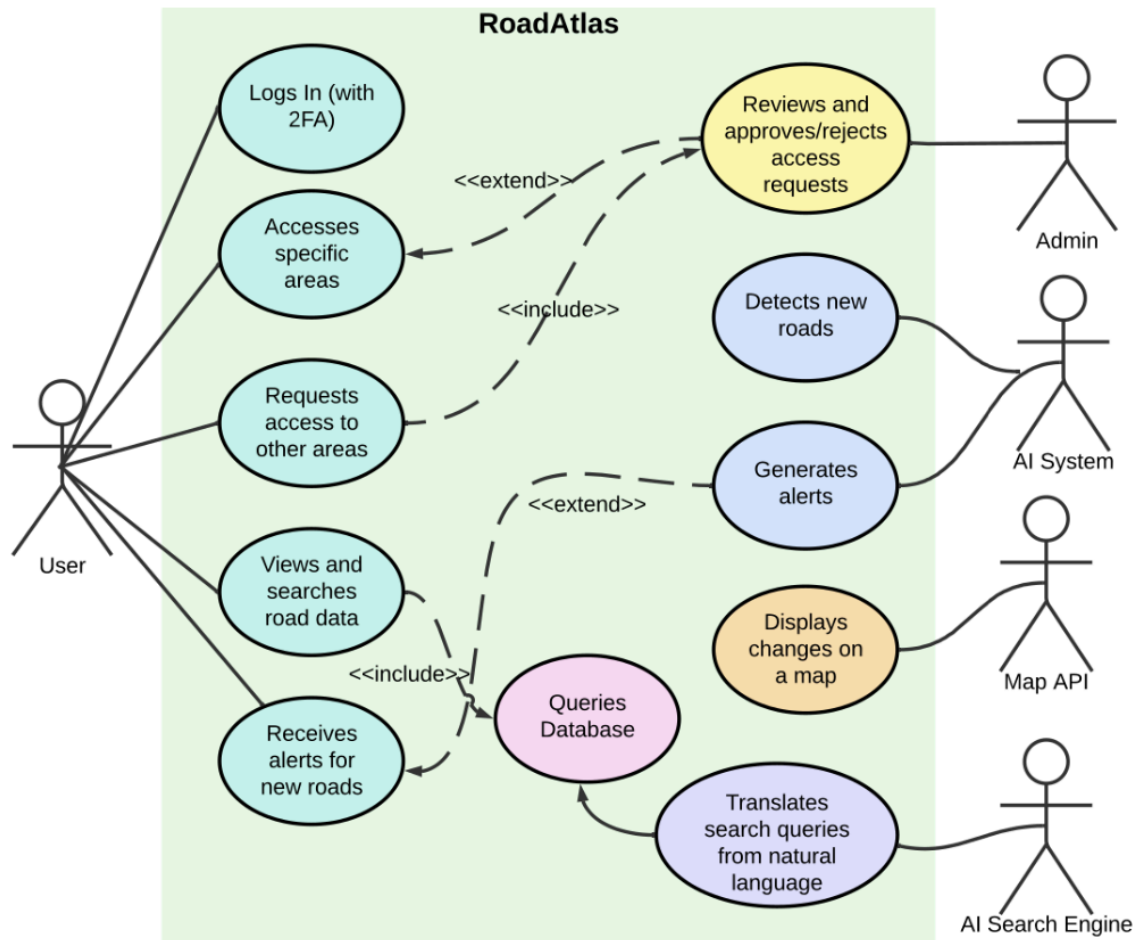 RoadAtlas
Logs In (with
2FA)
Reviews and
approves/rejects
access
requests
<<extend>>
Accesses
specific
areas
Admin
<<include>>
Detects new
roads
Requests
access to
other areas
AI System
Generates
alerts
<<extend>>
User
Views and
searches
road data
Displays
changes on
a map
<<include>>
Map API
Queries
Database
Receives
alerts for
new roads
Translates
search queries
from natural
language
AI Search Engine